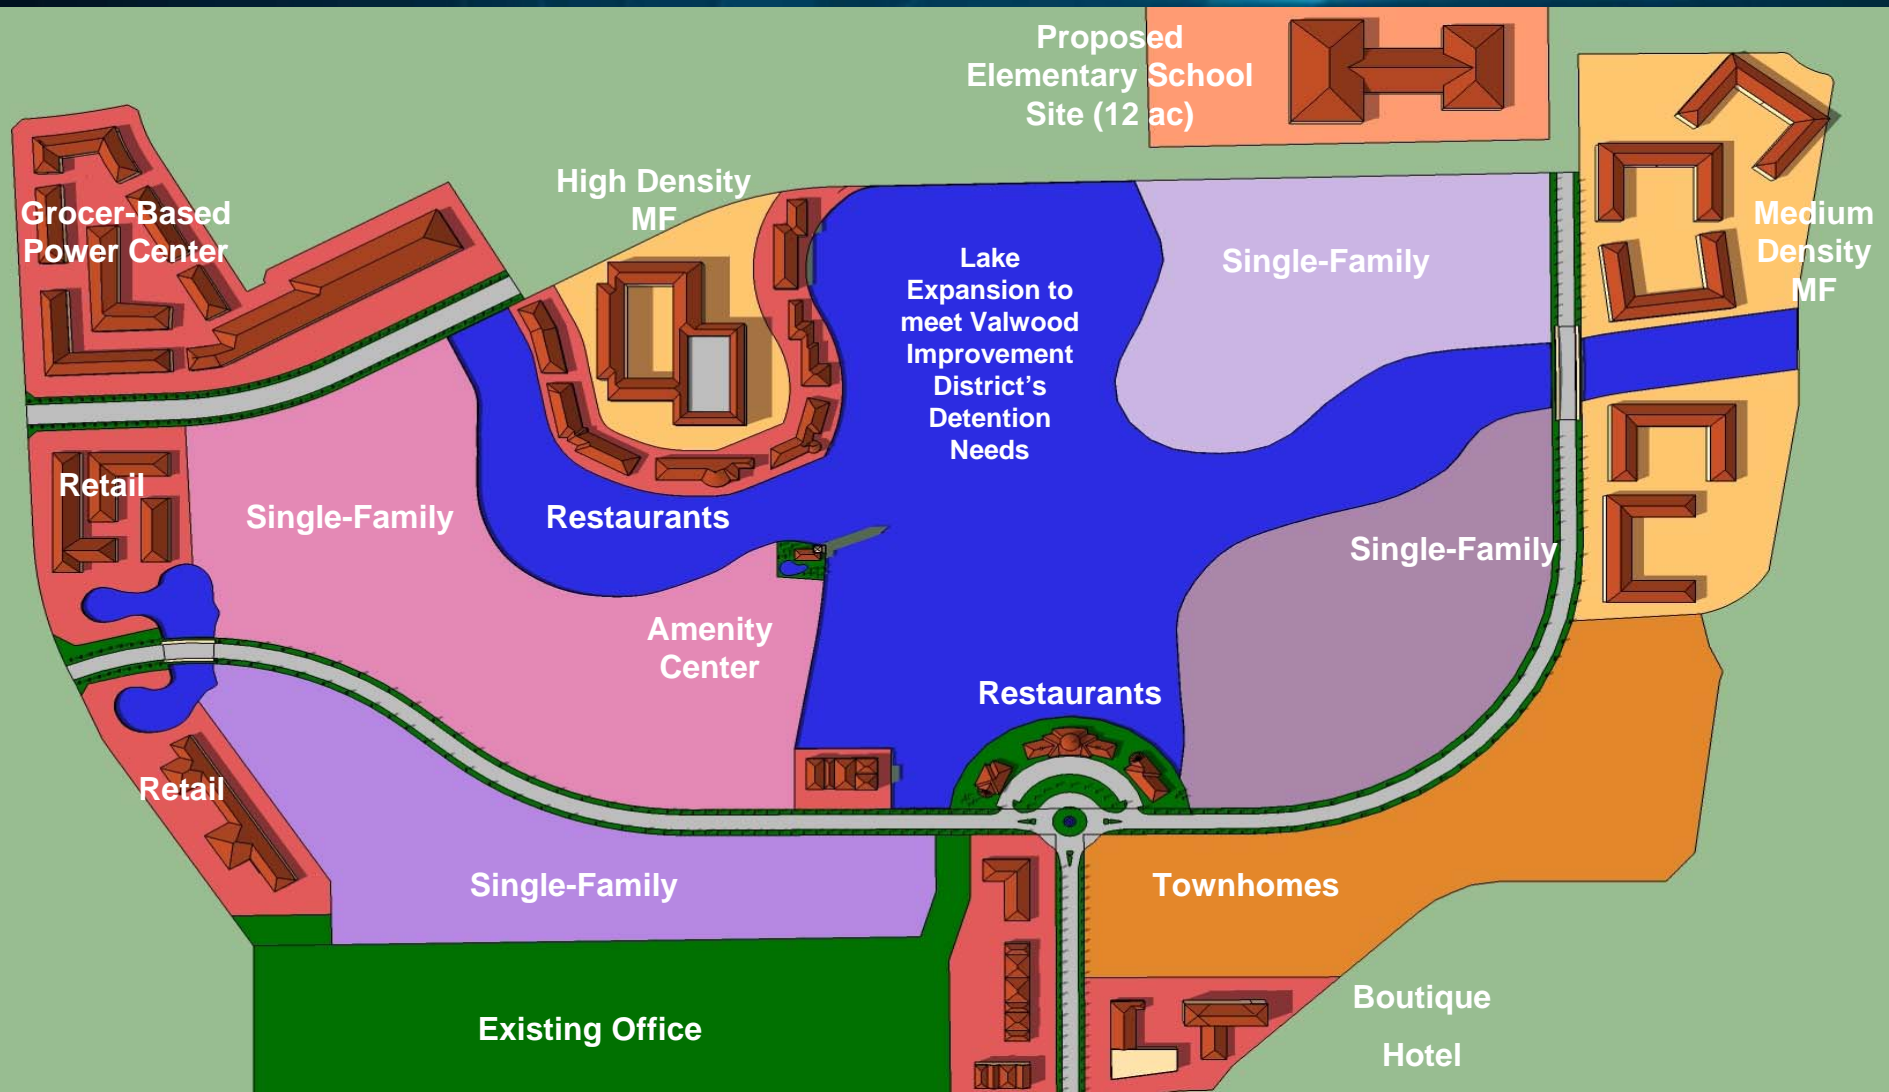 Proposed
Elementary School
Site (12 ac)
High Density
MF
Grocer-Based
Power Center
Medium
Density
MF
Lake
Expansion to
meet Valwood
Improvement
District's
Detention
Needs
Single-Family
Retail
Single-Family
Restaurants
Single-Family
Amenity
Center
Restaurants
Retail
Single-Family
Townhomes
Existing Office
Boutique
Hotel